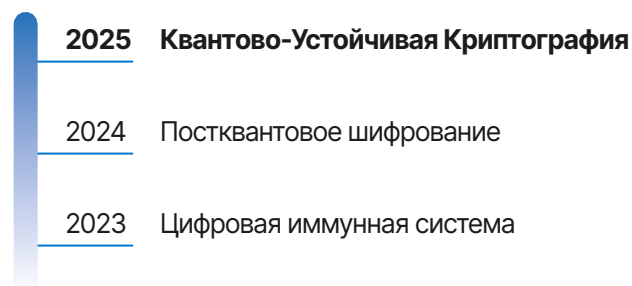 2025 Квантово-Устойчивая Криптография
2024 Постквантовое шифрование
2023 Цифровая иммунная система